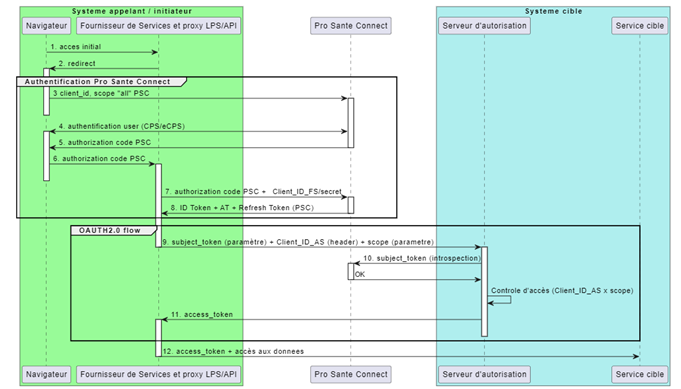 Systeme appelant / initiateur
Systeme cible
Navigateur
Fournisseur de Services et proxy LPS/API
Pro Sante Connect
Serveur d'autorisation
Service cible
1. acces initial
2. redirect
Authentification Pro Sante Connect
3 client_id, scope "all" PSC
4. authentification user (CPS/eCPS)
5. authorization code PSC
6. authorization code PSC
7. authorization code PSC + Client_ID_FS/secret
8. ID Token + AT + Refresh Token (PSC)
OAUTH2.0 flow
9. subject_token (paramètre) + Client_ID_AS (header) + scope (parametre)
10. subject_token (introspection)
OK
Controle d'accès (Client_ID_AS x scope)
11. access_token
12. access_token + accès aux donnees
Navigateur
Fournisseur de Services et proxy LPS/API
Pro Sante Connect
Serveur d'autorisation
Service cible